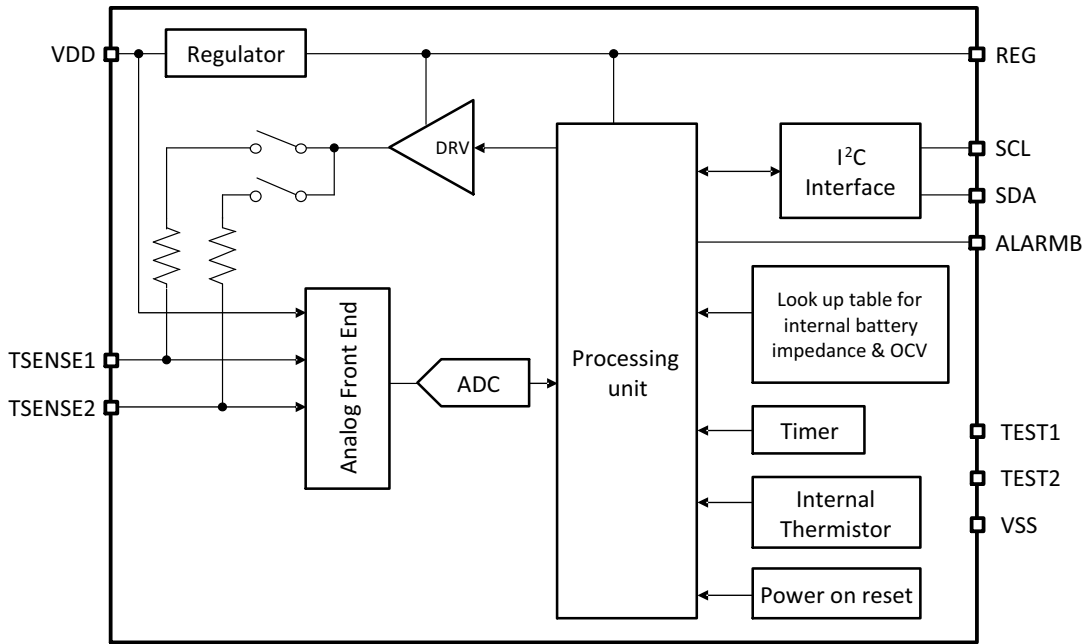 VDD
Regulator
REG
DRV
I²C
Interface
SCL
SDA
ALARMB
Look up table for
internal battery
impedance & OCV
Analog Front End
ADC
Processing
unit
TSENSE1
TSENSE2
Timer
TEST1
TEST2
Internal
Thermistor
VSS
Power on reset